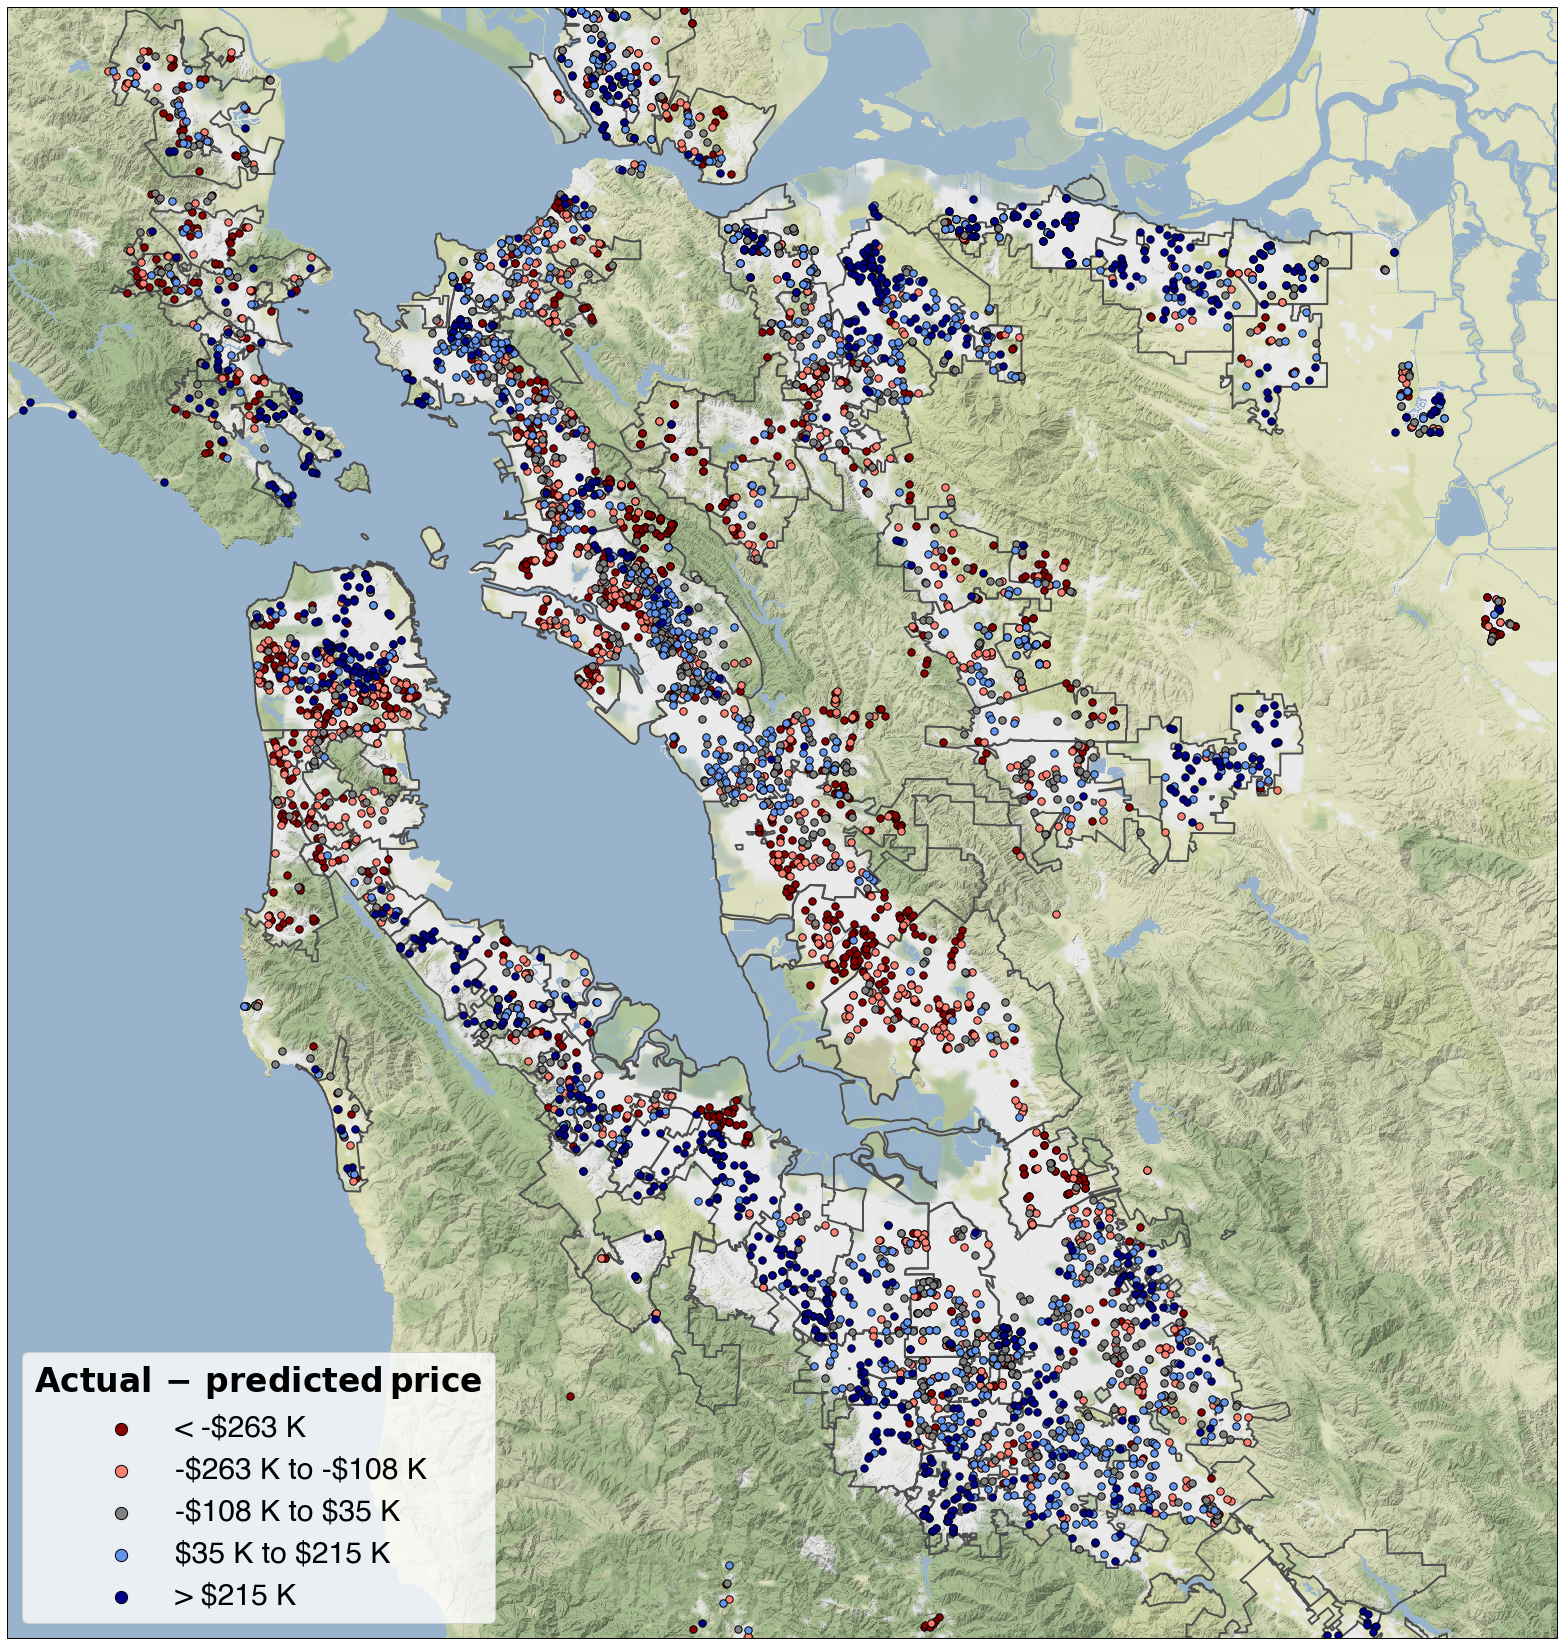 Actual − predicted price
< -$263 K
-$263 K to -$108 K
-$108 K to $35 K
$35 K to $215 K
> $215 K